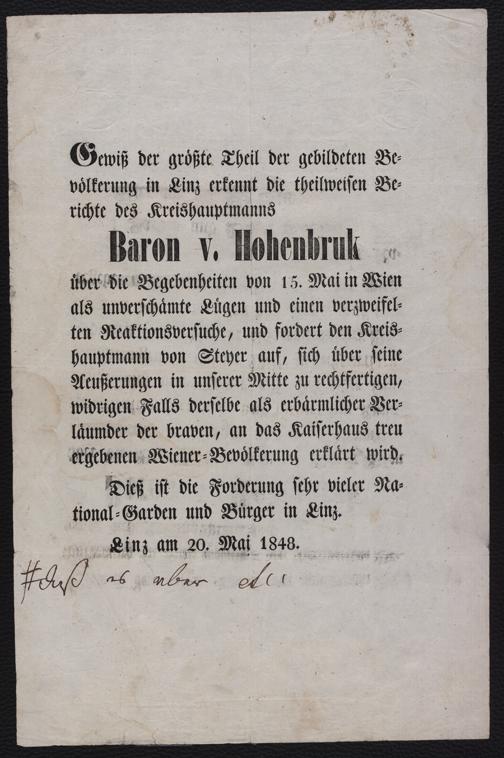 Gewiß der größte Theil der gebildeten Be-
völkerung in Linz erkennt die theilweisen Be-
richte des Kreishauptmanns
Baron v. Hohenbruk
über die Begebenheiten von 15. Mai in Wien
als unverschämte Lügen und einen verzweifel-
ten Reaktionsversuche, und fordert den Kreis-
hauptmann von Steyer auf, sich über seine
Aeußerungen in unserer Mitte zu rechtfertigen,
widrigen Falls derselbe als erbärmlicher Ver-
läumder der braven, an das Kaiserhaus treu
ergebenen Wiener-Bevölkerung erklärt wird.
Dieß ist die Forderung sehr vieler Na-
tional-Garden und Bürger in Linz.
Linz am 20. Mai 1848.
es aber